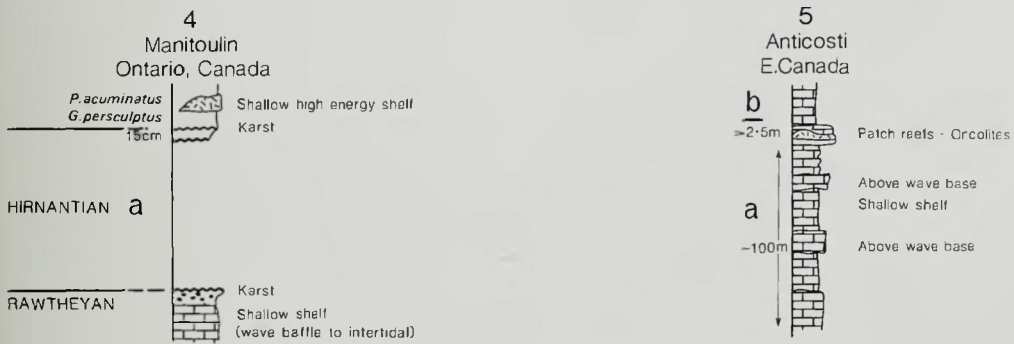 4
Manitoulin
Ontario, Canada
P. acuminatus
G. persculptus
15cm
Shallow high energy shelf
Karst
HIRNANTIAN a
RAWTHEYAN
Karst
Shallow shelf
(wave baffle to intertidal)
5
Anticosti
E.Canada
b
>2·5m
Patch reefs - Orcolites
Above wave base
Shallow shelf
a
~100m
Above wave base